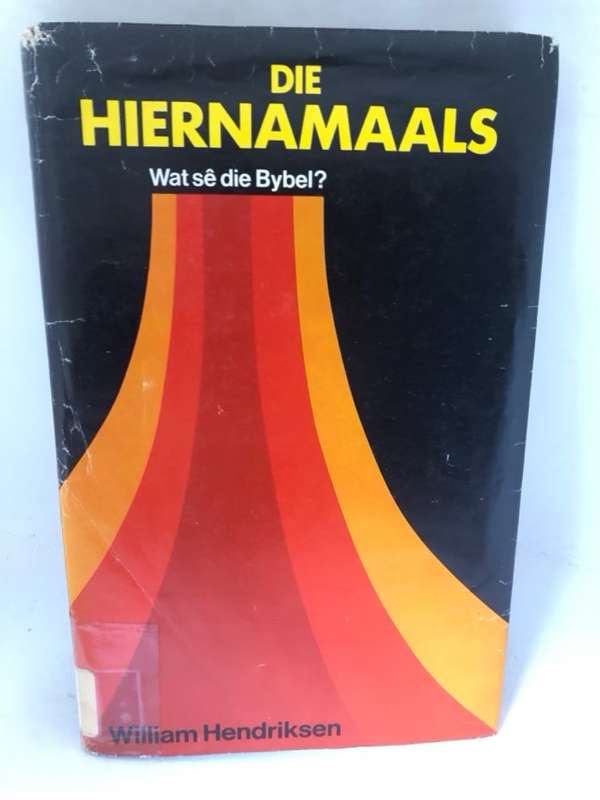 DIE
HIERNAMAALS
Wat sê die Bybel?
William Hendriksen